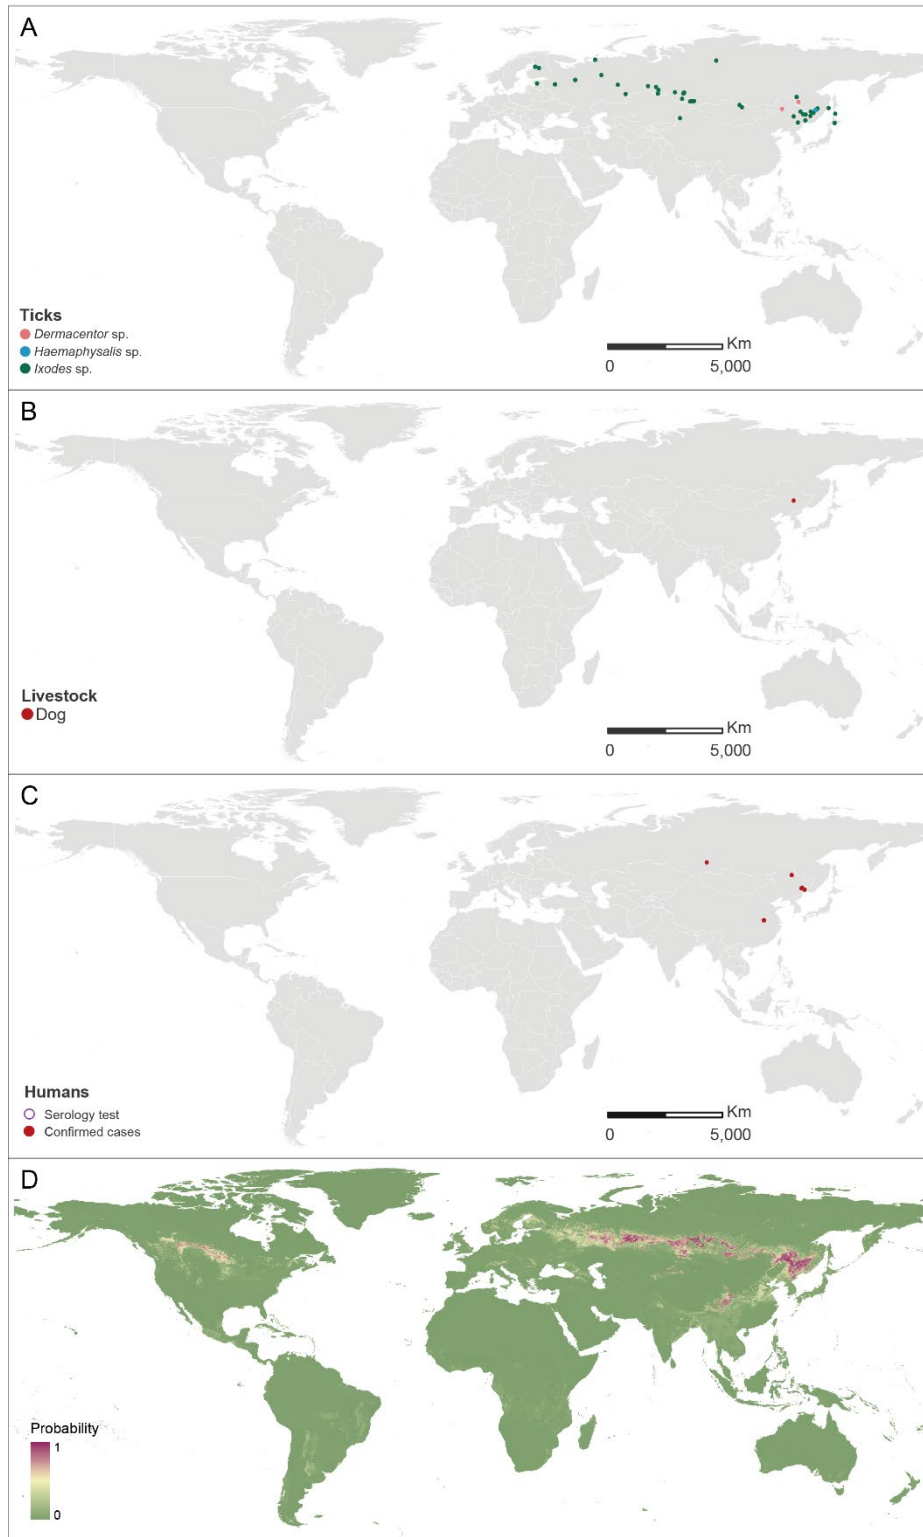 A
Ticks
Dermacentor sp.
Haemaphysalis sp.
Ixodes sp.
Km
0 5,000
B
Livestock
Dog
Km
0 5,000
C
Humans
Serology test
Confirmed cases
Km
0 5,000
D
Probability
1
0